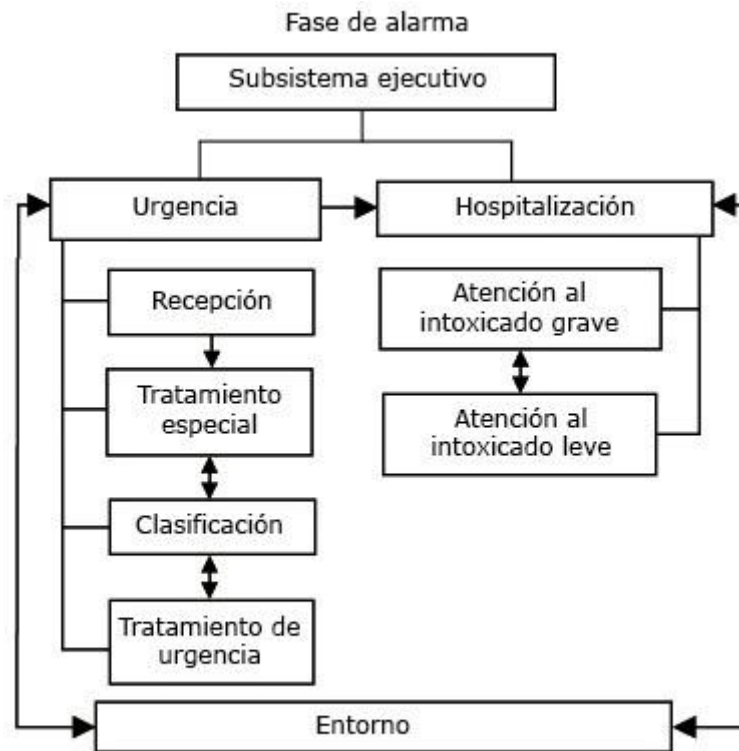 Fase de alarma
Subsistema ejecutivo
Urgencia
Hospitalización
Recepción
Tratamiento
especial
Clasificación
Tratamiento de
urgencia
Atención al
intoxicado grave
Atención al
intoxicado leve
Entorno